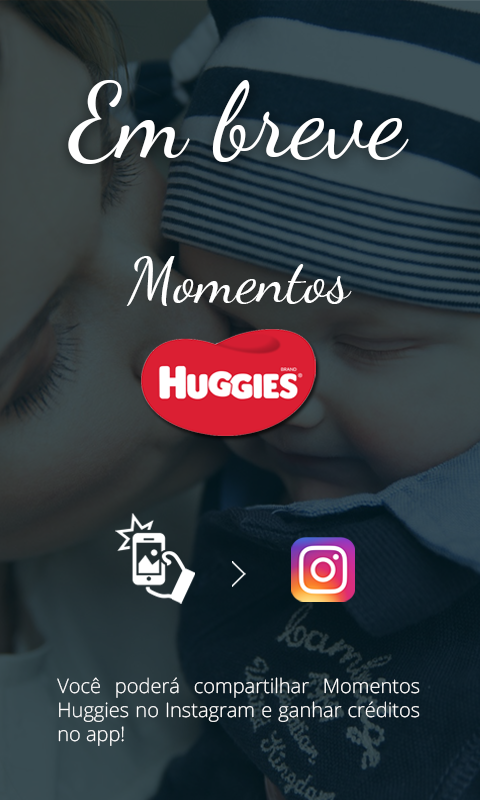 Em breve
Momentos
BRAND
HUGGIES®
Você poderá compartilhar Momentos
Huggies no Instagram e ganhar créditos
no app!